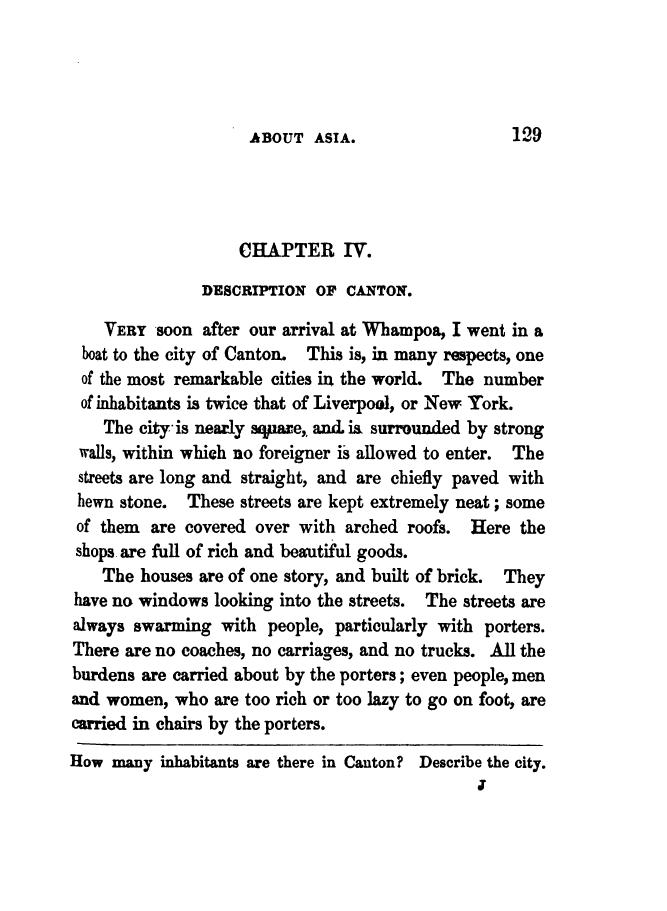 ABOUT ASIA. 129
CHAPTER IV.
DESCRIPTION OF CANTON.
VERY soon after our arrival at Whampoa, I went in a
boat to the city of Canton. This is, in many respects, one
of the most remarkable cities in the world. The number
of inhabitants is twice that of Liverpool, or New York.
The city is nearly square, and is surrounded by strong
walls, within which no foreigner is allowed to enter. The
streets are long and straight, and are chiefly paved with
hewn stone. These streets are kept extremely neat; some
of them are covered over with arched roofs. Here the
shops are full of rich and beautiful goods.
The houses are of one story, and built of brick. They
have no windows looking into the streets. The streets are
always swarming with people, particularly with porters.
There are no coaches, no carriages, and no trucks. All the
burdens are carried about by the porters; even people, men
and women, who are too rich or too lazy to go on foot, are
carried in chairs by the porters.
How many inhabitants are there in Canton? Describe the city.
J